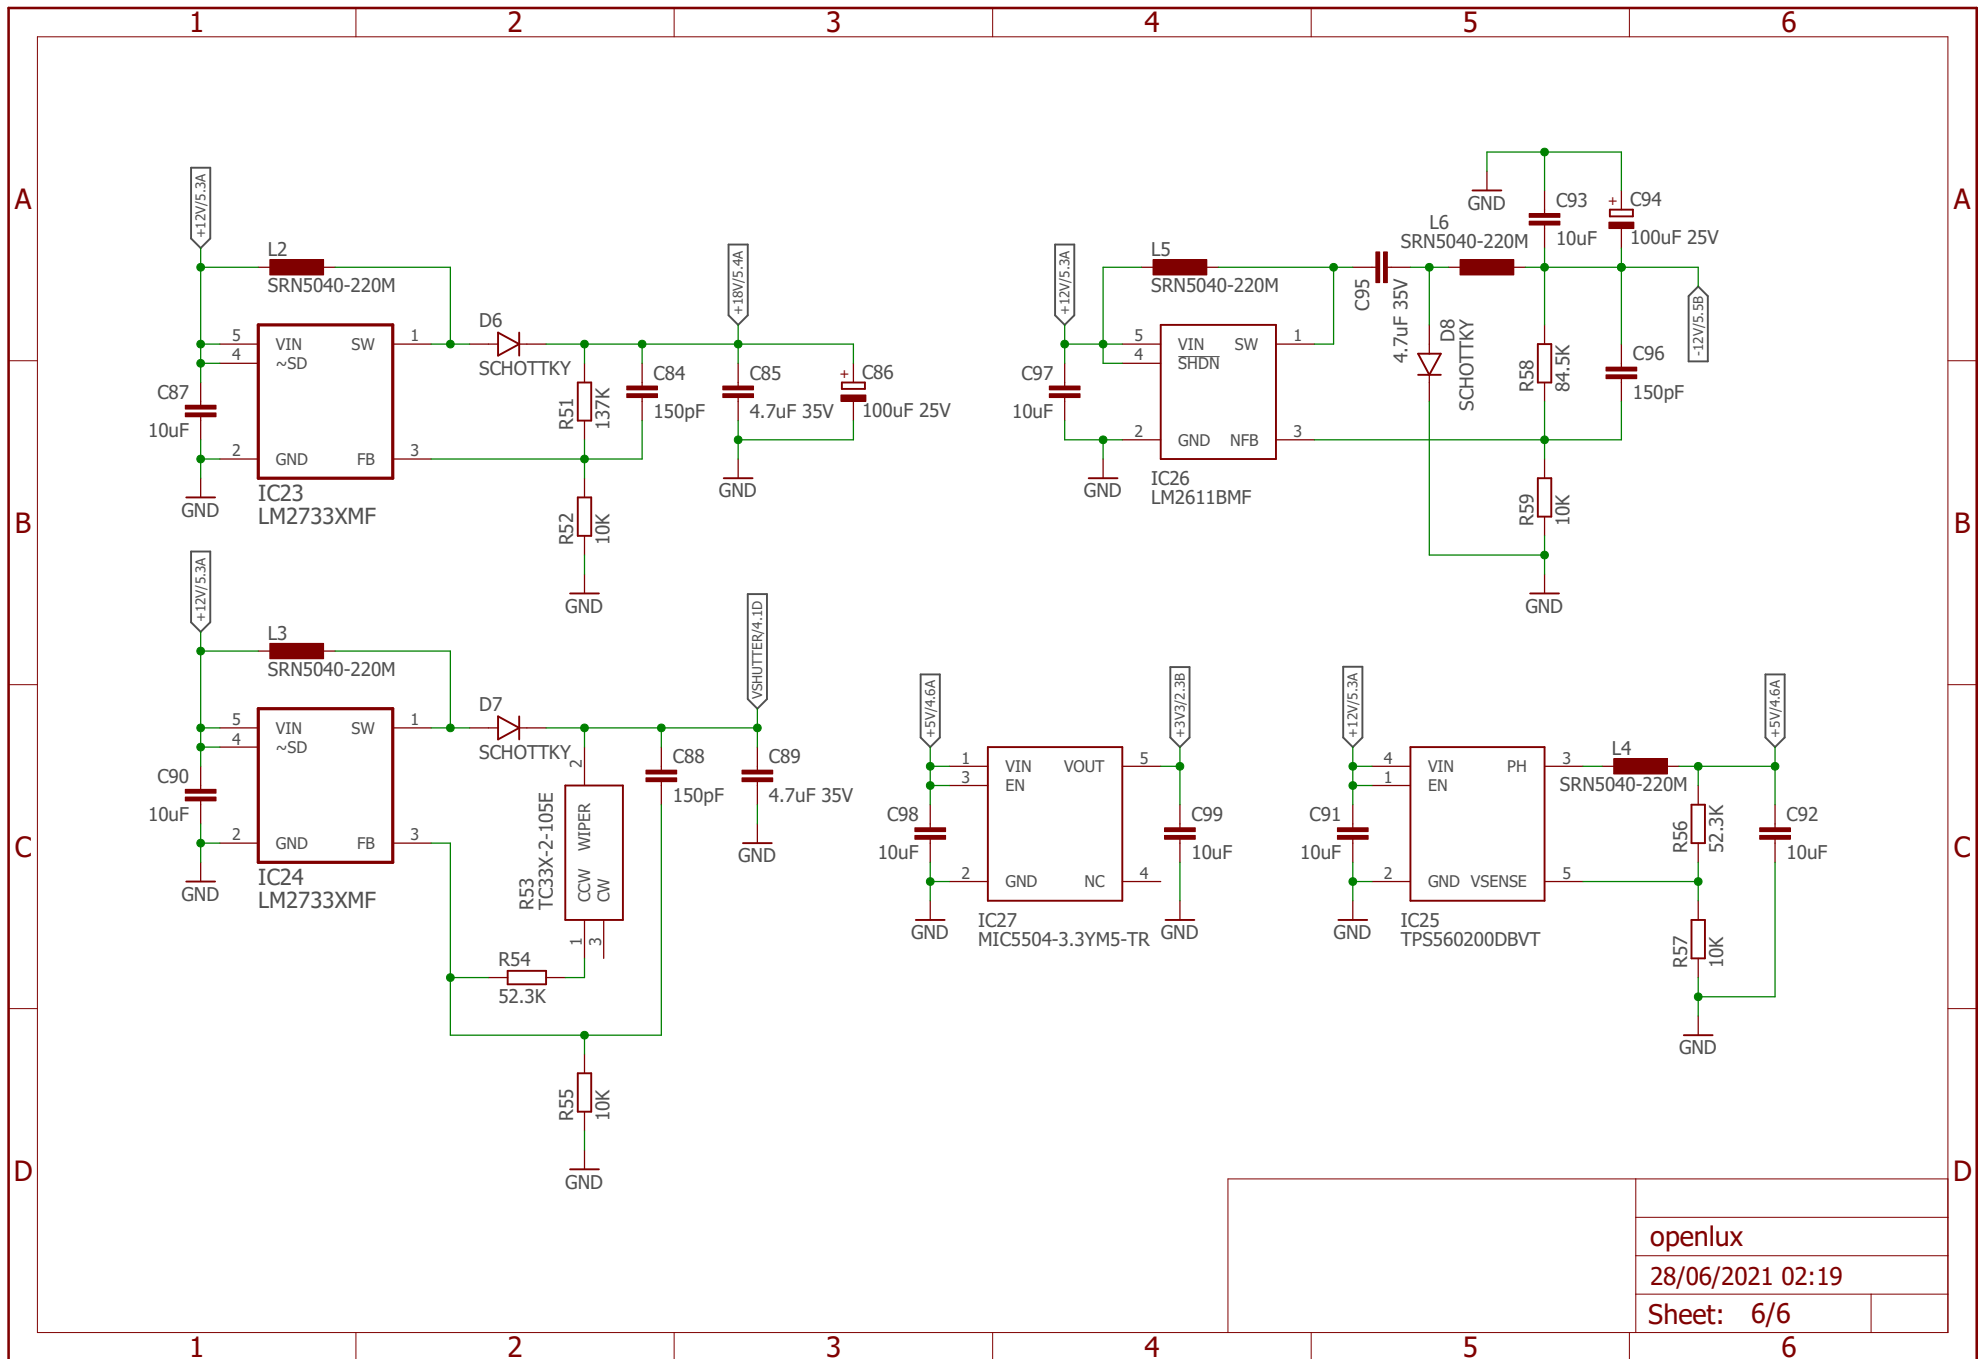 1 2 3 4 5 6
A
A
+12V/5.3A
L2
SRN5040-220M
5 VIN SW 1
4 ~SD
2 GND FB 3
IC23
LM2733XMF
C87
10uF
GND
D6
SCHOTTKY
R51
137K
C84
150pF
+18V/5.4A
C85
4.7uF 35V
+
C86
100uF 25V
GND
R52
10K
GND
+12V/5.3A
L5
SRN5040-220M
5 VIN SW 1
4 SHDN
2 GND NFB 3
IC26
LM2611BMF
C97
10uF
GND
C95
4.7uF 35V
D8
SCHOTTKY
L6
SRN5040-220M
GND
C93
10uF
+
C94
100uF 25V
-12V/5.5B
R58
84.5K
C96
150pF
R59
10K
GND
B
B
+12V/5.3A
L3
SRN5040-220M
5 VIN SW 1
4 ~SD
2 GND FB 3
IC24
LM2733XMF
C90
10uF
GND
D7
SCHOTTKY
VSHUTTER/4.1D
C88
150pF
C89
4.7uF 35V
GND
R53
TC33X-2-105E
2
WIPER
CCW
CW
1
3
R54
52.3K
R55
10K
GND
+5V/4.6A
1 VIN VOUT 5
3 EN
2 GND NC 4
IC27
MIC5504-3.3YM5-TR
C98
10uF
GND
+3V3/2.3B
C99
10uF
GND
+12V/5.3A
4 VIN PH 3
1 EN
2 GND VSENSE 5
IC25
TPS560200DBVT
C91
10uF
GND
L4
SRN5040-220M
+5V/4.6A
R56
52.3K
C92
10uF
R57
10K
GND
C
C
D
D
openlux
28/06/2021 02:19
Sheet: 6/6
1 2 3 4 5 6